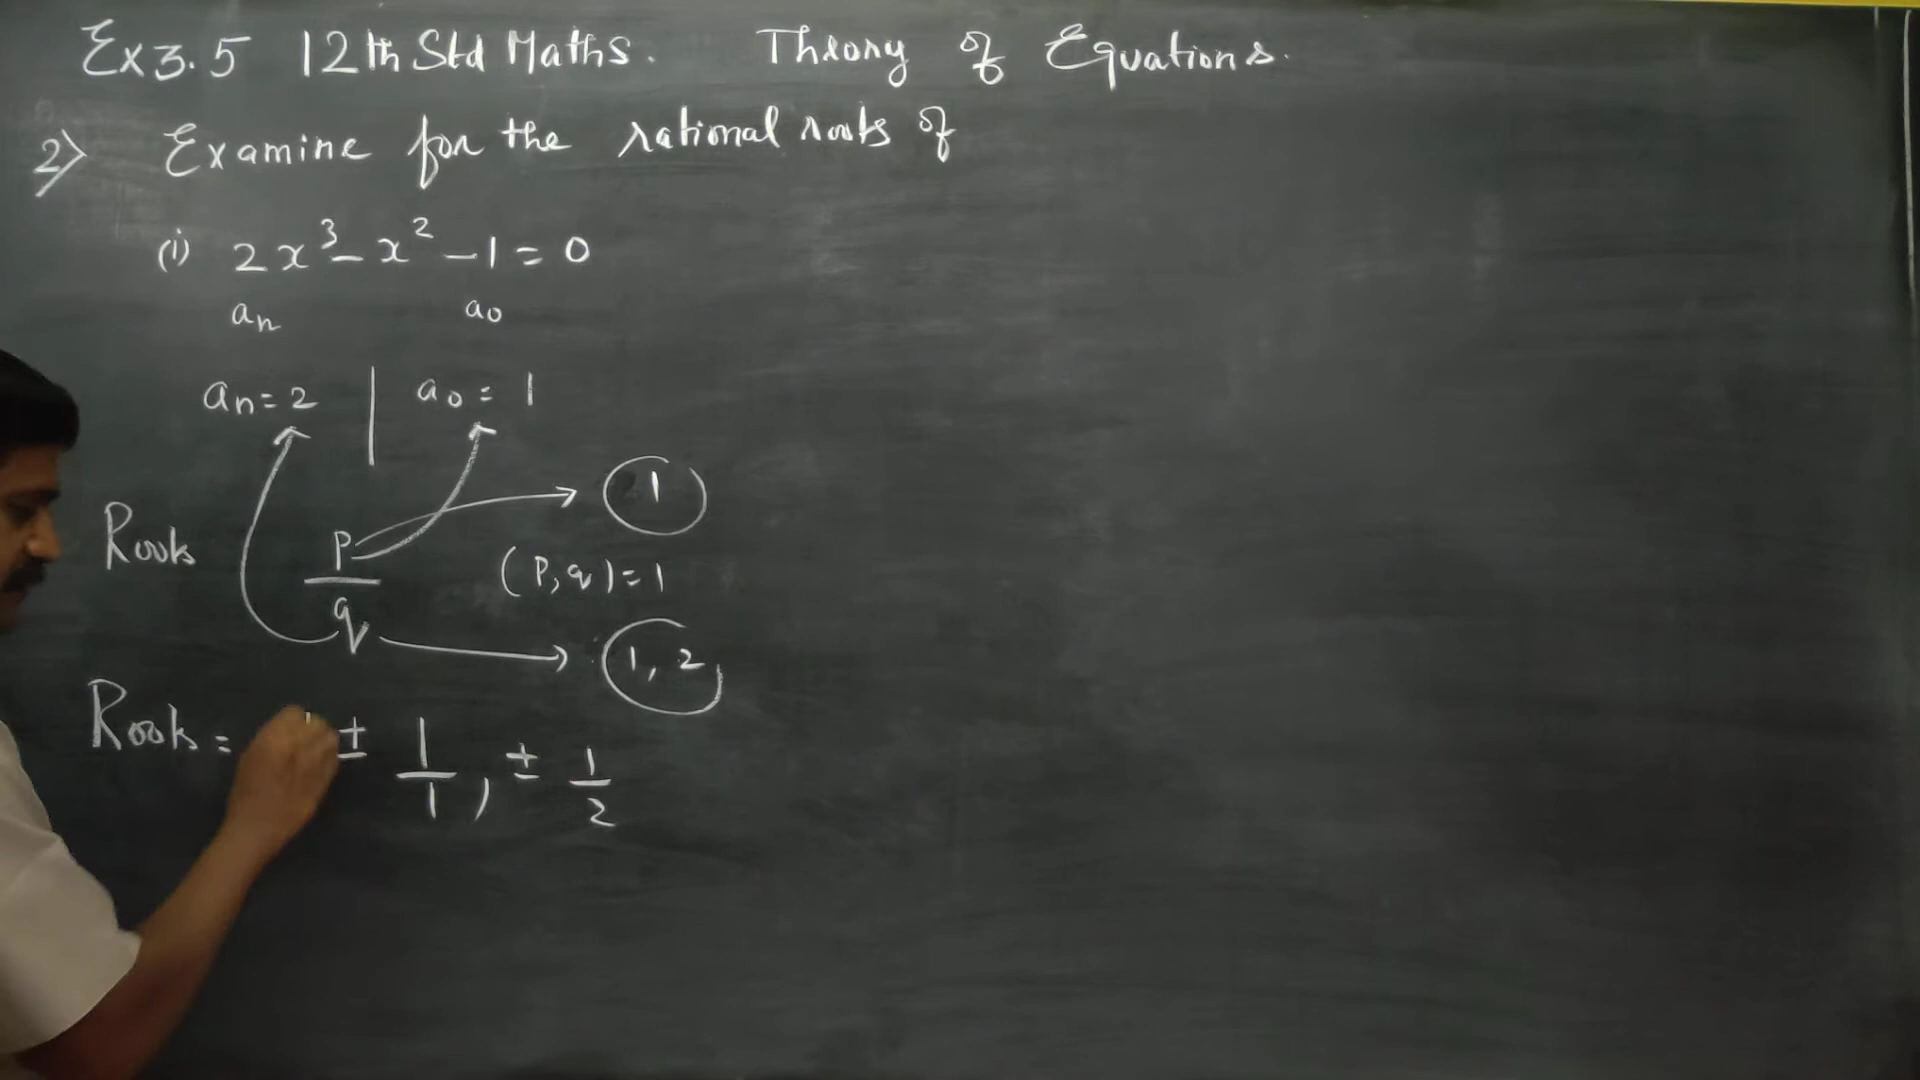 Ex 3.5 12th Std Maths. Theory of Equations.
2) Examine for the rational roots of
(i) 2x³ - x² - 1 = 0
an a0
an = 2 | a0 = 1
1
Roots p/q (p, q) = 1
1, 2
Roots = ± 1/1, ± 1/2